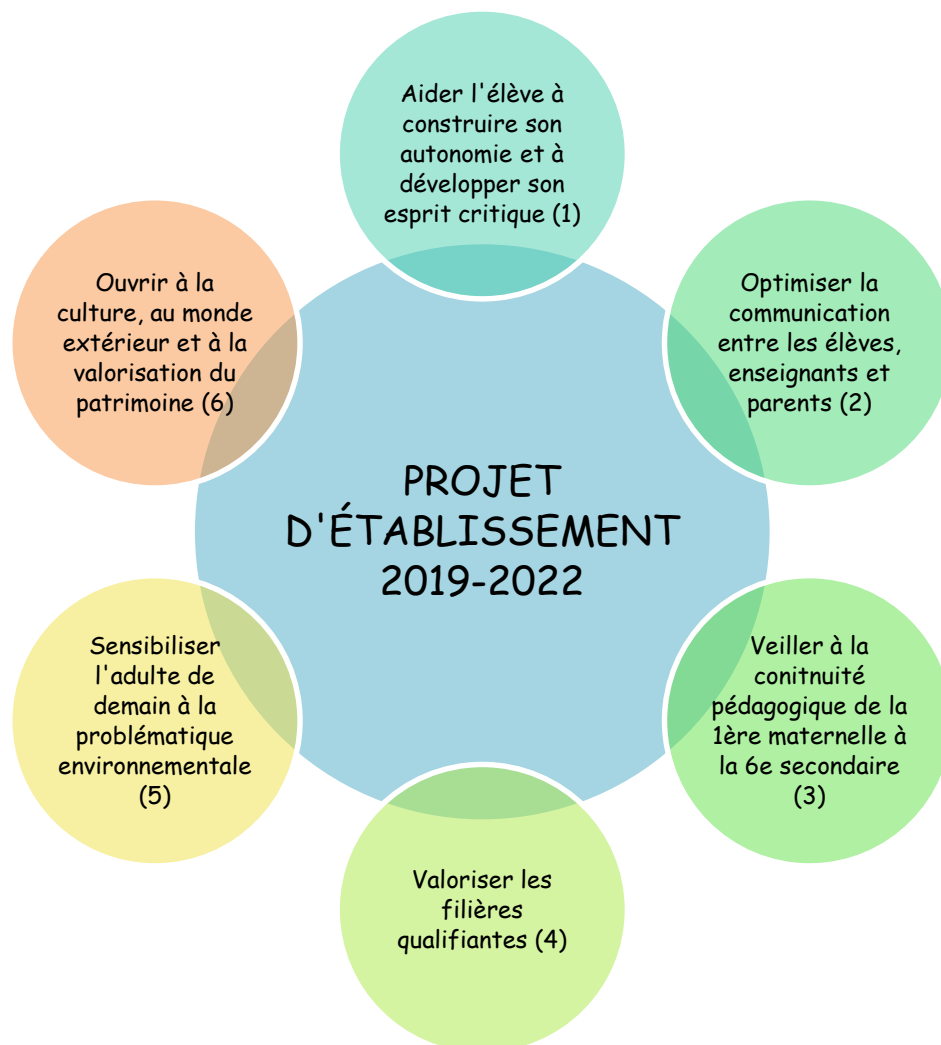 Aider l'élève à
construire son
autonomie et à
développer son
esprit critique (1)
Optimiser la
communication
entre les élèves,
enseignants et
parents (2)
Veiller à la
conitnuité
pédagogique de la
1ère maternelle à
la 6e secondaire
(3)
Valoriser les
filières
qualifiantes (4)
Sensibiliser
l'adulte de
demain à la
problématique
environnementale
(5)
Ouvrir à la
culture, au monde
extérieur et à la
valorisation du
patrimoine (6)
PROJET
D'ÉTABLISSEMENT
2019-2022